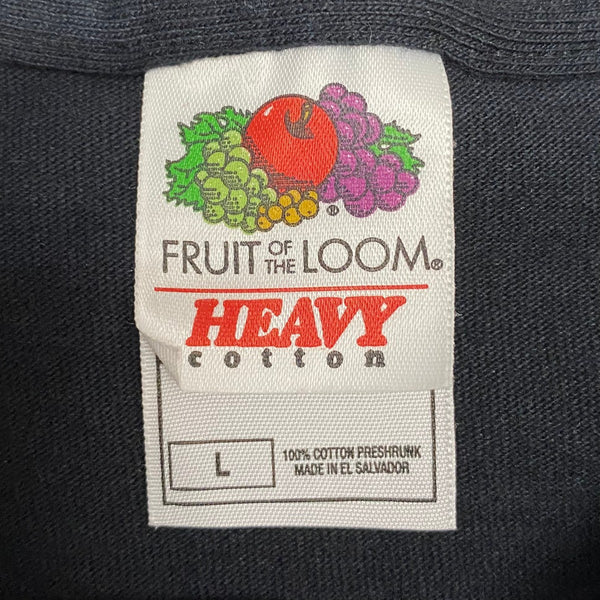 ®
FRUIT OF THE LOOM®
HEAVY
cotton
L
100% COTTON PRESHRUNK
MADE IN EL SALVADOR